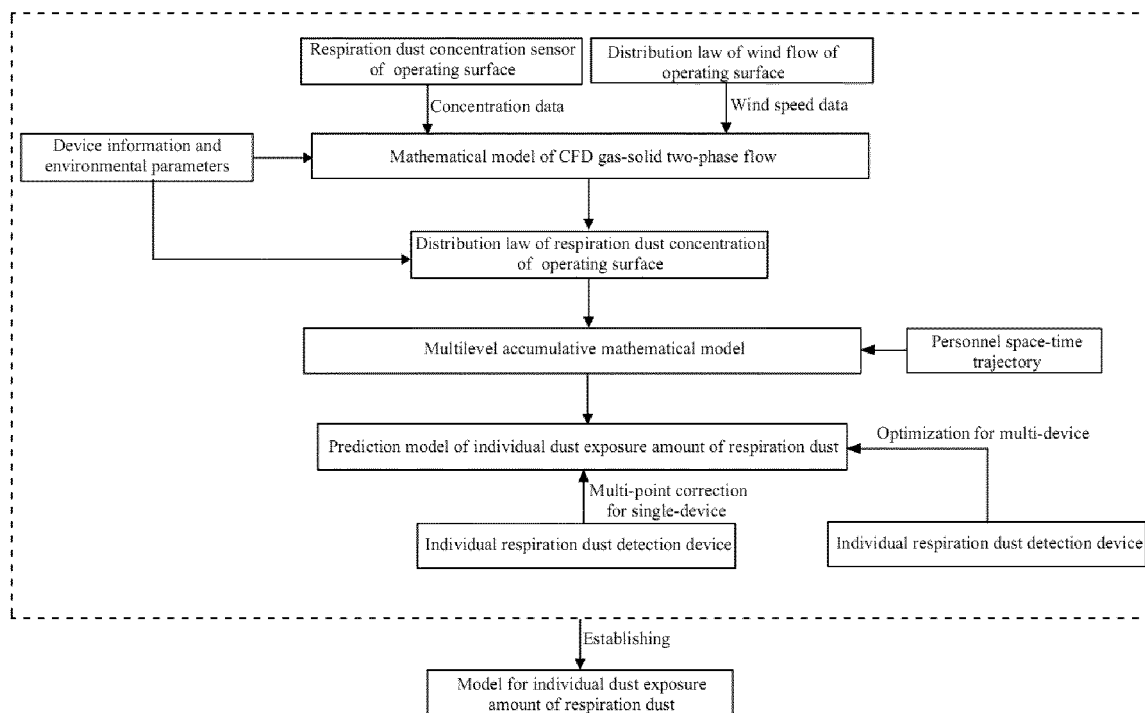 Respiration dust concentration sensor
of operating surface
Distribution law of wind flow of
operating surface
Concentration data
Wind speed data
Device information and
environmental parameters
Mathematical model of CFD gas-solid two-phase flow
Distribution law of respiration dust concentration
of operating surface
Multilevel accumulative mathematical model
Personnel space-time
trajectory
Prediction model of individual dust exposure amount of respiration dust
Optimization for multi-device
Multi-point correction
for single-device
Individual respiration dust detection device
Individual respiration dust detection device
Establishing
Model for individual dust exposure
amount of respiration dust